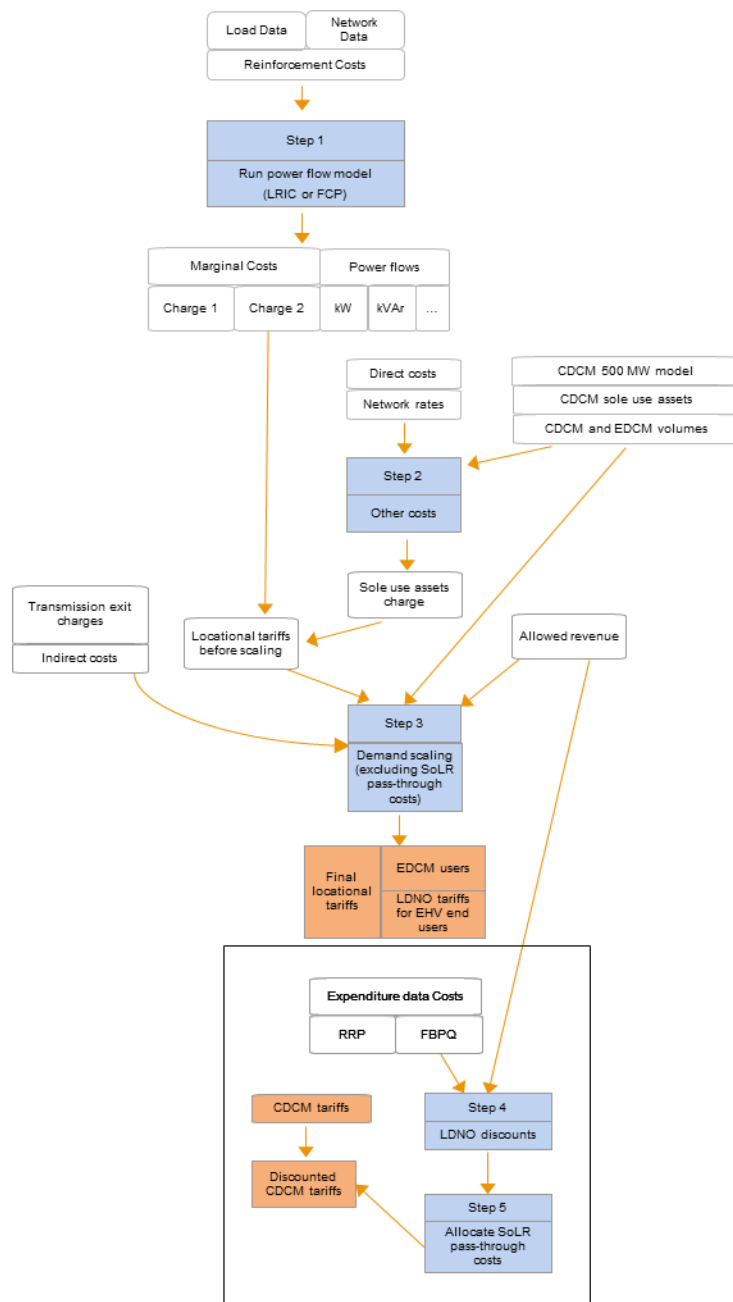 Load Data
Network
Data
Reinforcement Costs
Step 1
Run power flow model
(LRIC or FCP)
Marginal Costs
Power flows
Charge 1
Charge 2
kW
kVAr
...
Direct costs
Network rates
CDCM 500 MW model
CDCM sole use assets
CDCM and EDCM volumes
Step 2
Other costs
Sole use assets
charge
Transmission exit
charges
Indirect costs
Locational tariffs
before scaling
Allowed revenue
Step 3
Demand scaling
(excluding SoLR
pass-through
costs)
Final
locational
tariffs
EDCM users
LDNO tariffs
for EHV end
users
Expenditure data Costs
RRP
FBPQ
CDCM tariffs
Step 4
LDNO discounts
Discounted
CDCM tariffs
Step 5
Allocate SoLR
pass-through
costs